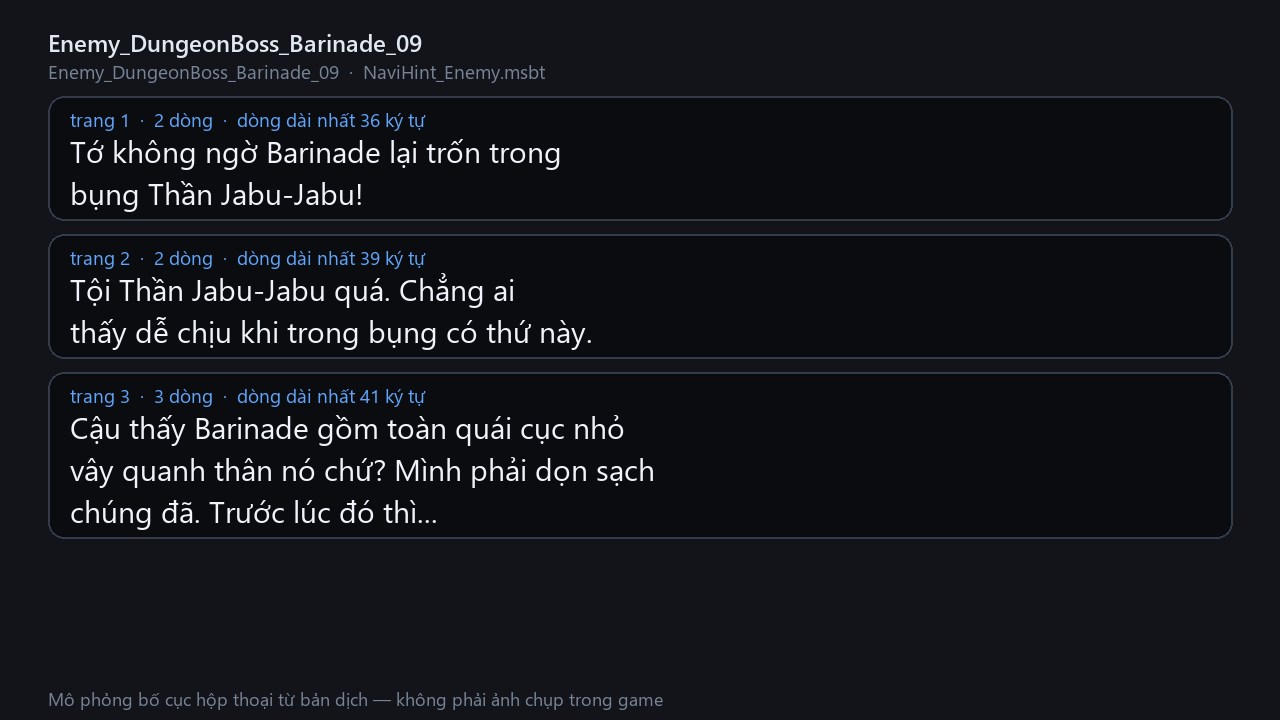 Enemy_DungeonBoss_Barinade_09
Enemy_DungeonBoss_Barinade_09 · NaviHint_Enemy.msbt
trang 1 · 2 dòng · dòng dài nhất 36 ký tự
Tớ không ngờ Barinade lại trốn trong
bụng Thần Jabu-Jabu!
trang 2 · 2 dòng · dòng dài nhất 39 ký tự
Tội Thần Jabu-Jabu quá. Chẳng ai
thấy dễ chịu khi trong bụng có thứ này.
trang 3 · 3 dòng · dòng dài nhất 41 ký tự
Cậu thấy Barinade gồm toàn quái cục nhỏ
vây quanh thân nó chứ? Mình phải dọn sạch
chúng đã. Trước lúc đó thì...
Mô phỏng bố cục hộp thoại từ bản dịch — không phải ảnh chụp trong game